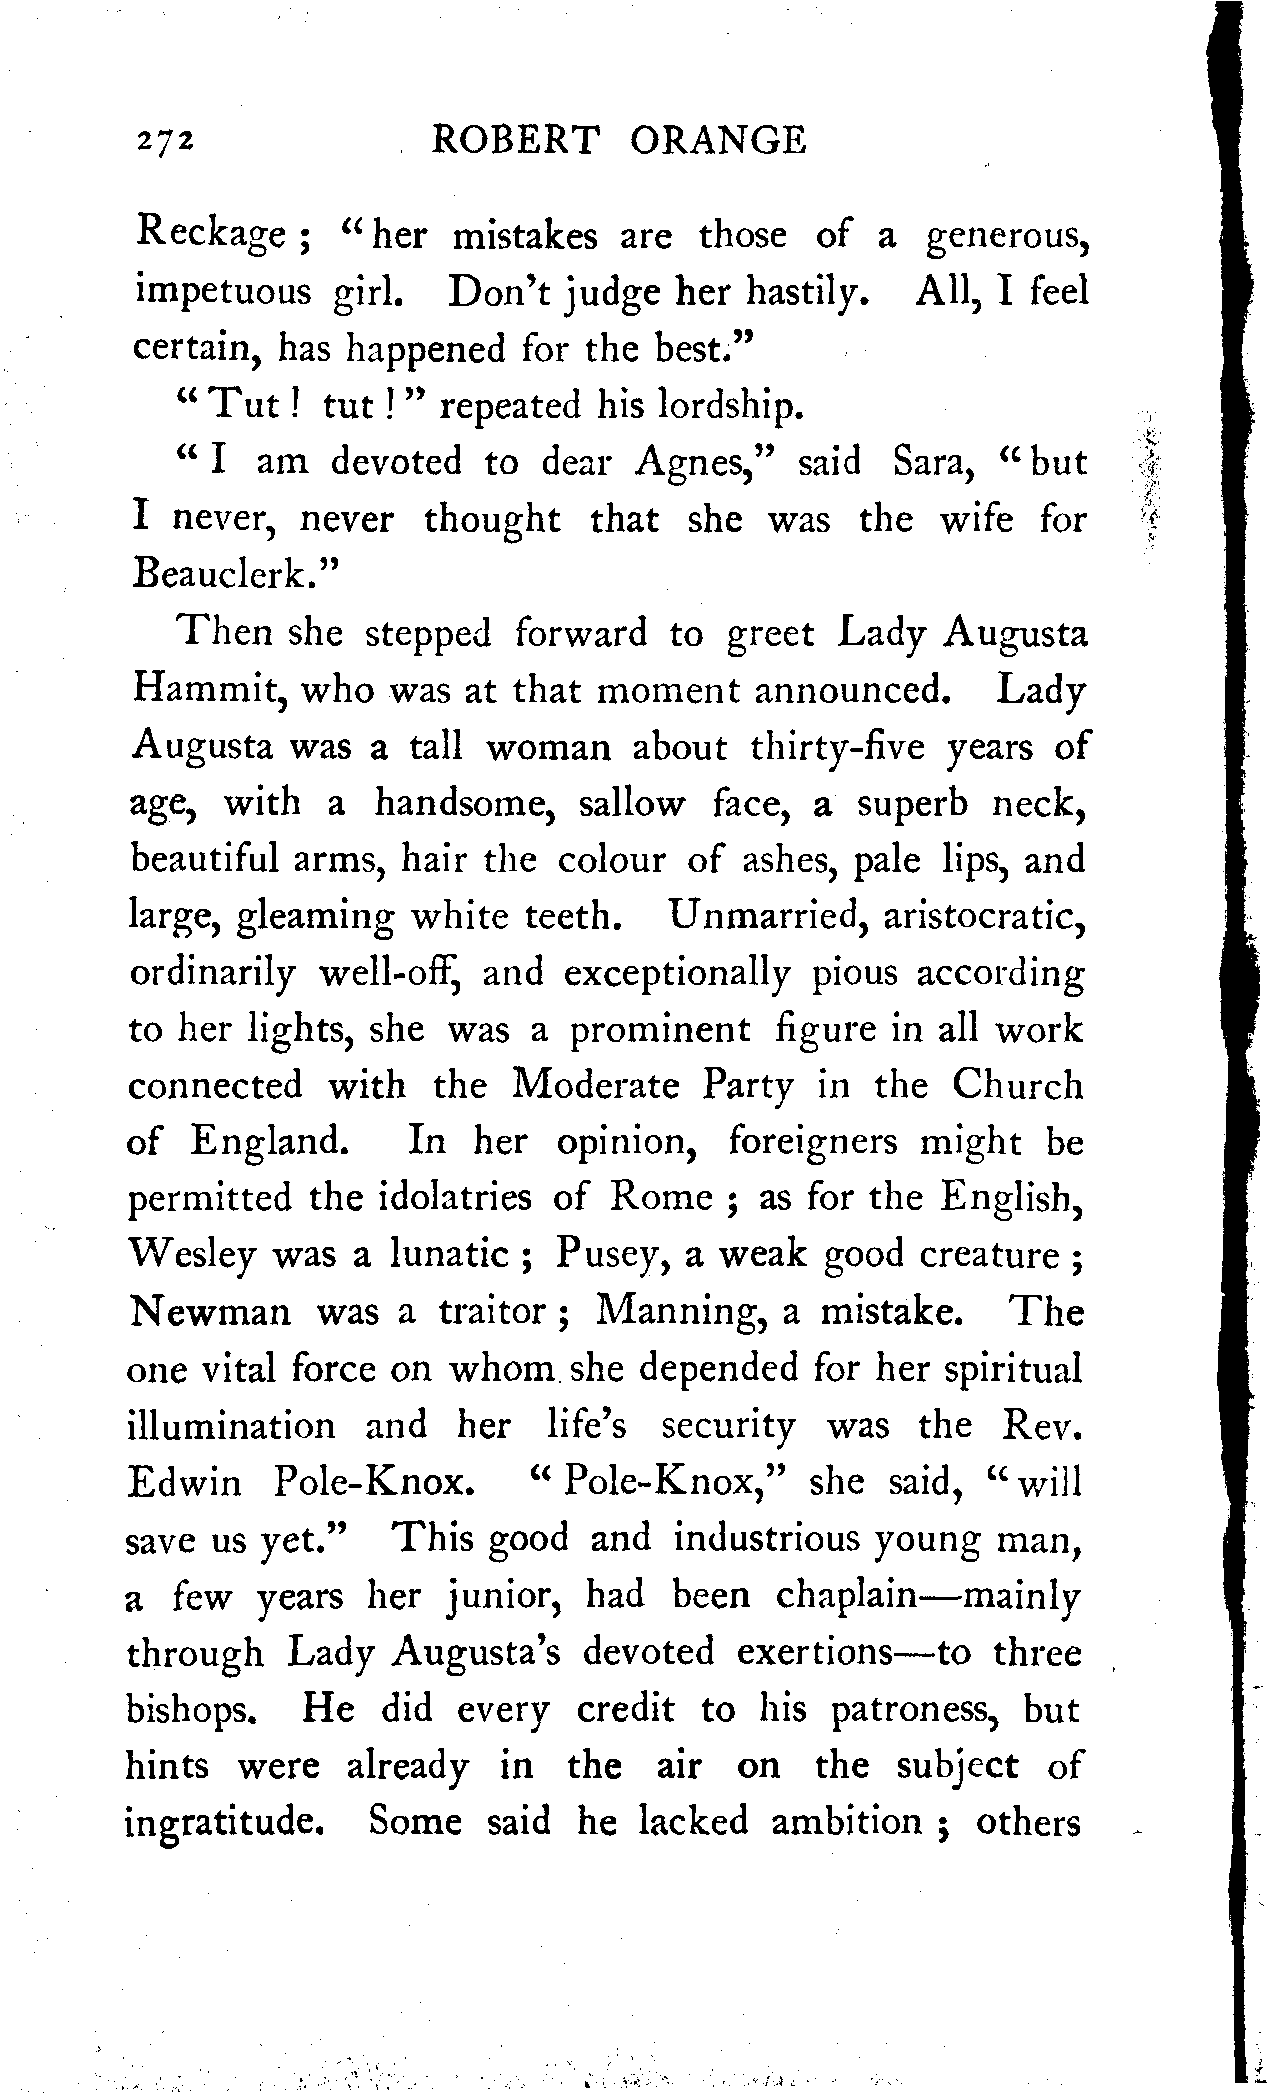 272 ROBERT ORANGE
Reckage ; “ her mistakes are those of a generous,
impetuous girl. Don’t judge her hastily. All, I feel
certain, has happened for the best.”
“ Tut ! tut ! ” repeated his lordship.
“ I am devoted to dear Agnes,” said Sara, “ but
I never, never thought that she was the wife for
Beauclerk.”
Then she stepped forward to greet Lady Augusta
Hammit, who was at that moment announced. Lady
Augusta was a tall woman about thirty-five years of
age, with a handsome, sallow face, a superb neck,
beautiful arms, hair the colour of ashes, pale lips, and
large, gleaming white teeth. Unmarried, aristocratic,
ordinarily well-off, and exceptionally pious according
to her lights, she was a prominent figure in all work
connected with the Moderate Party in the Church
of England. In her opinion, foreigners might be
permitted the idolatries of Rome ; as for the English,
Wesley was a lunatic ; Pusey, a weak good creature ;
Newman was a traitor ; Manning, a mistake. The
one vital force on whom she depended for her spiritual
illumination and her life’s security was the Rev.
Edwin Pole-Knox. “ Pole-Knox,” she said, “ will
save us yet.” This good and industrious young man,
a few years her junior, had been chaplain—mainly
through Lady Augusta’s devoted exertions—to three
bishops. He did every credit to his patroness, but
hints were already in the air on the subject of
ingratitude. Some said he lacked ambition ; others